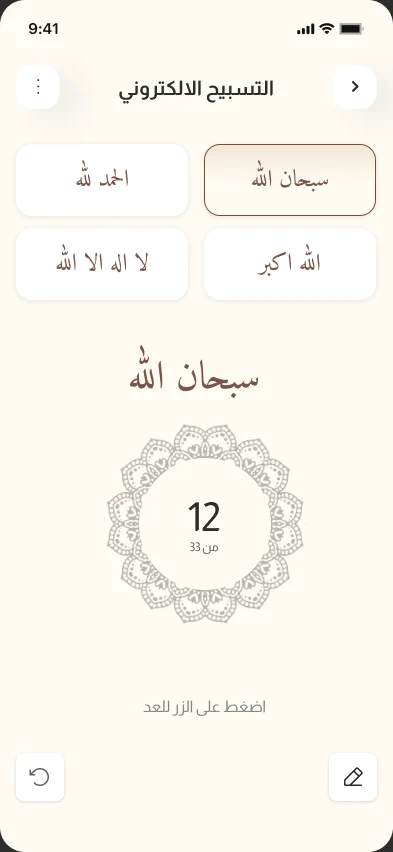 9:41
التسبيح الالكتروني
سبحان الله
الحمد لله
الله اكبر
لا اله الا الله
سبحان الله
12
من 33
اضغط على الزر للعد